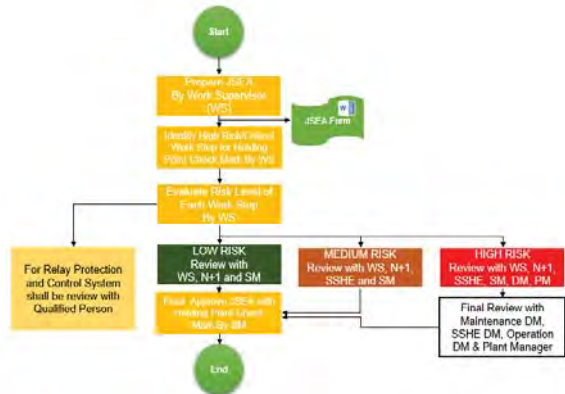 Start
Prepare JSEA
By Work Supervisor
(WS)
JSEA Form
Identify High Risk/Critical
Work Step for Holding
Point Check Mark By WS
Evaluate Risk Level of
Each Work Step
By WS
For Relay Protection
and Control System
shall be review with
Qualified Person
LOW RISK
Review with
WS, N+1 and SM
MEDIUM RISK
Review with WS, N+1,
SSHE and SM
HIGH RISK
Review with WS, N+1,
SSHE, SM, DM, PM
Final Approve JSEA with
Holding Point Check
Mark By SM
Final Review with
Maintenance DM,
SSHE DM, Operation
DM & Plant Manager
End